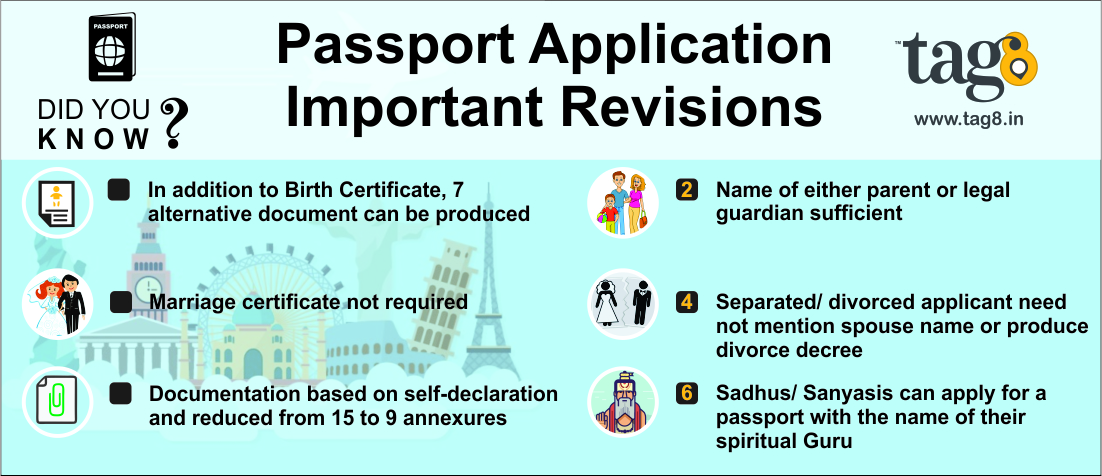 PASSPORT
DID YOU
KNOW?
Passport Application
Important Revisions
™tag8
www.tag8.in
In addition to Birth Certificate, 7
alternative document can be produced
2 Name of either parent or legal
guardian sufficient
Marriage certificate not required
4 Separated/ divorced applicant need
not mention spouse name or produce
divorce decree
Documentation based on self-declaration
and reduced from 15 to 9 annexures
6 Sadhus/ Sanyasis can apply for a
passport with the name of their
spiritual Guru